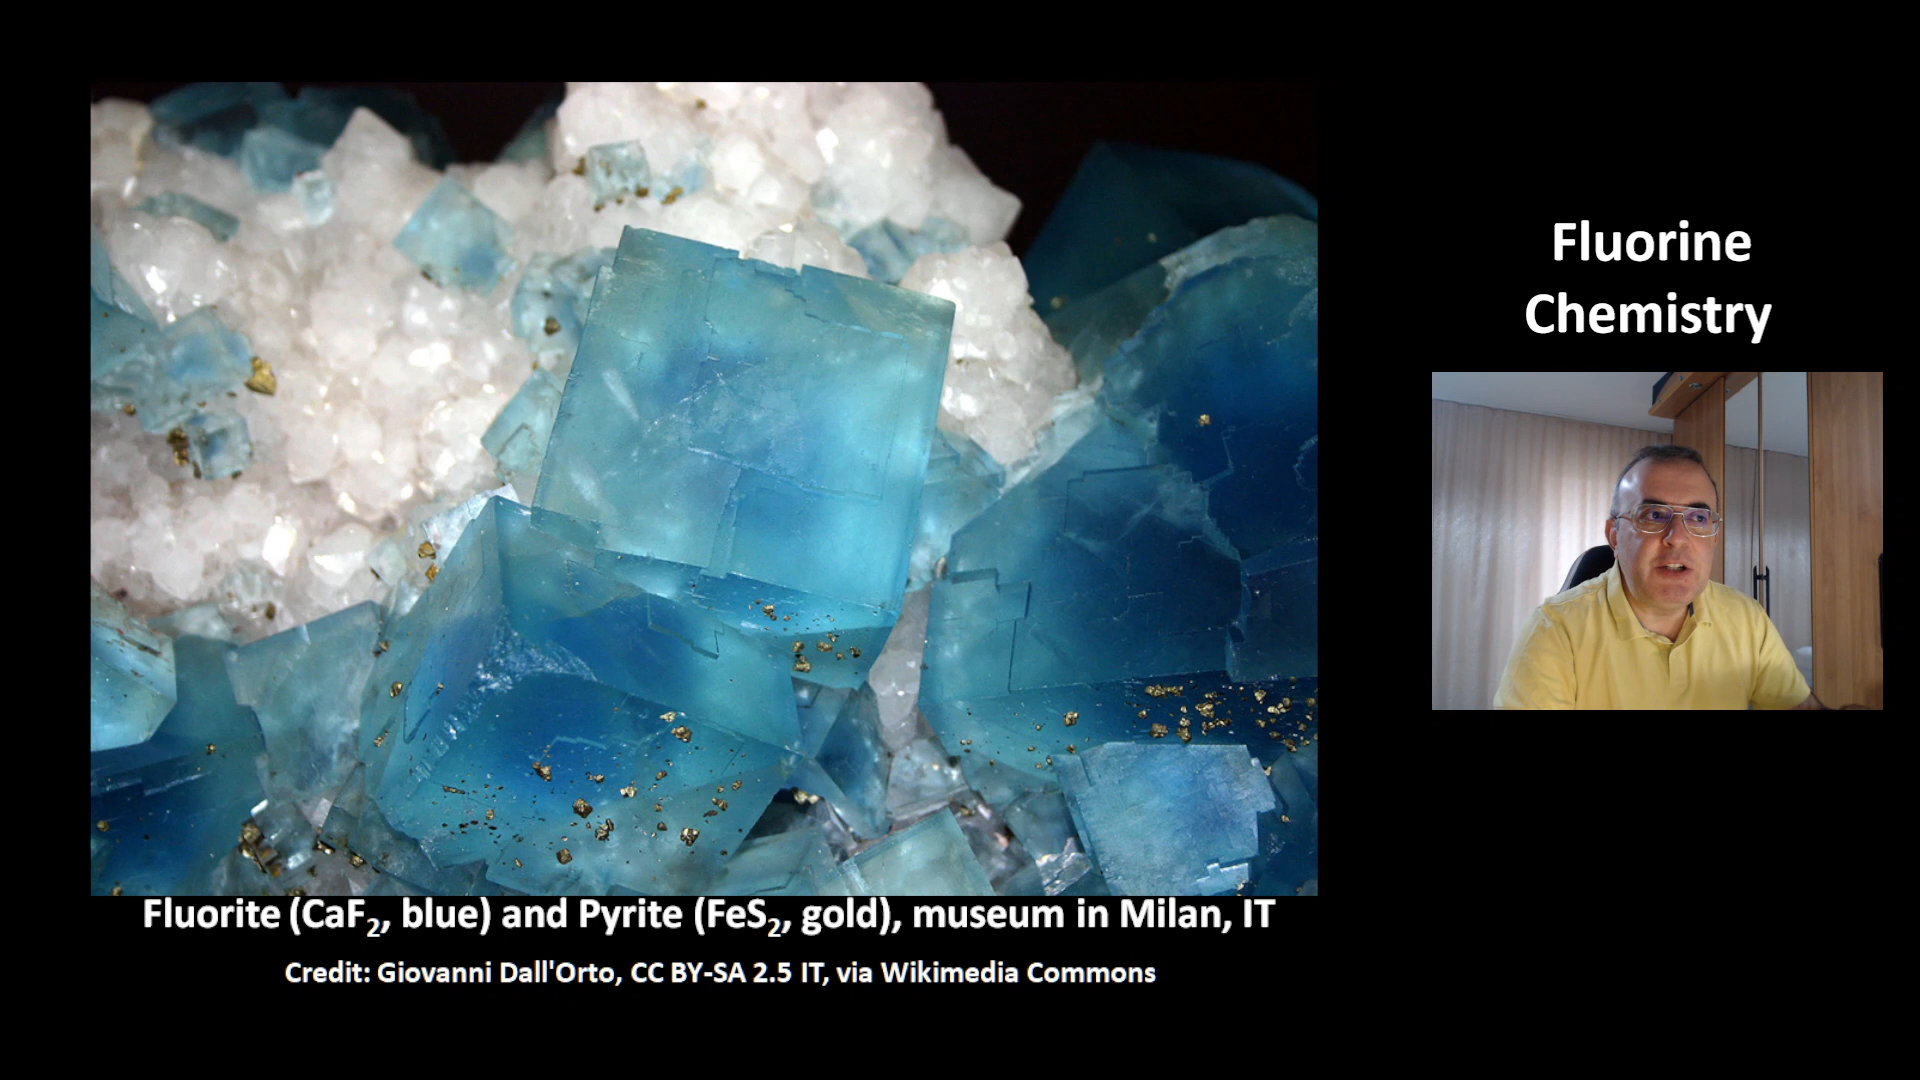 Fluorine
Chemistry
Fluorite (CaF₂, blue) and Pyrite (FeS₂, gold), museum in Milan, IT
Credit: Giovanni Dall'Orto, CC BY-SA 2.5 IT, via Wikimedia Commons